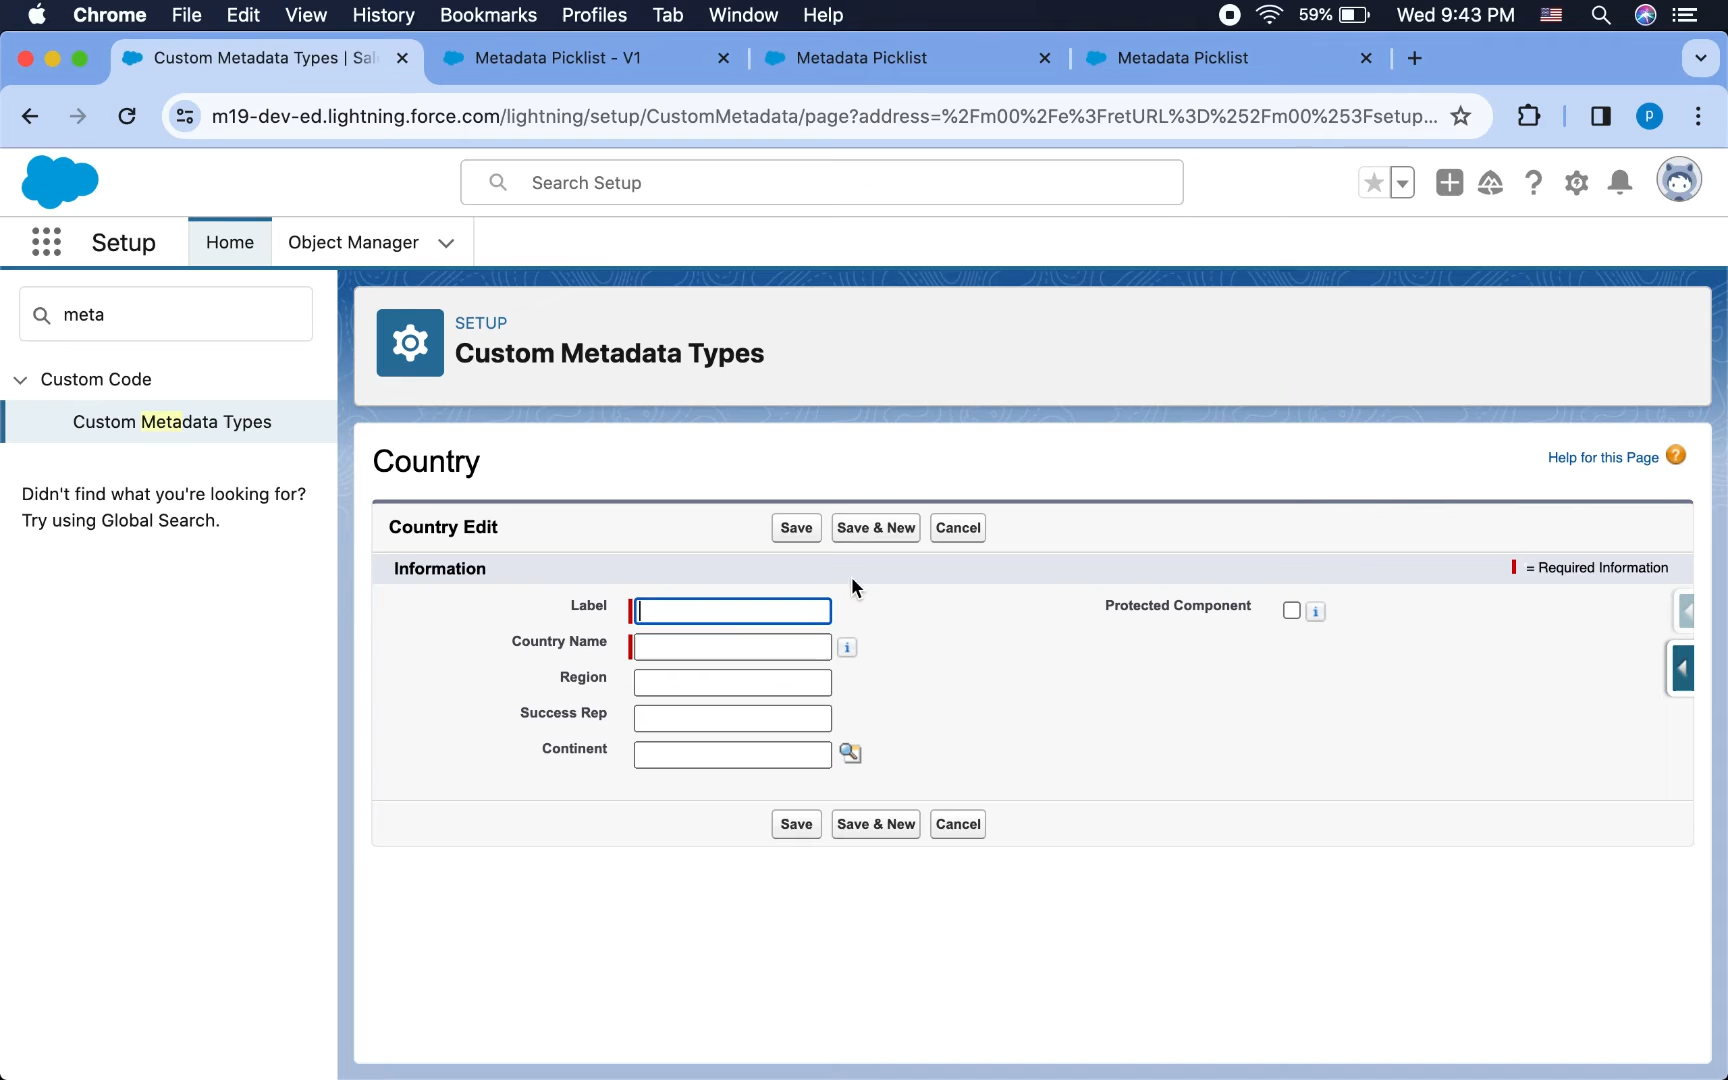 Chrome File Edit View History Bookmarks Profiles Tab Window Help 59% Wed 9:43 PM
Custom Metadata Types | Sal Metadata Picklist - V1 Metadata Picklist Metadata Picklist
m19-dev-ed.lightning.force.com/lightning/setup/CustomMetadata/page?address=%2Fm00%2Fe%3FretURL%3D%252Fm00%253Fsetup... P
Search Setup
Setup Home Object Manager
meta
Custom Code
Custom Metadata Types
Didn't find what you're looking for?
Try using Global Search.
SETUP
Custom Metadata Types
Country
Help for this Page ?
Country Edit Save Save & New Cancel
Information = Required Information
Label Protected Component i
Country Name i
Region
Success Rep
Continent
Save Save & New Cancel